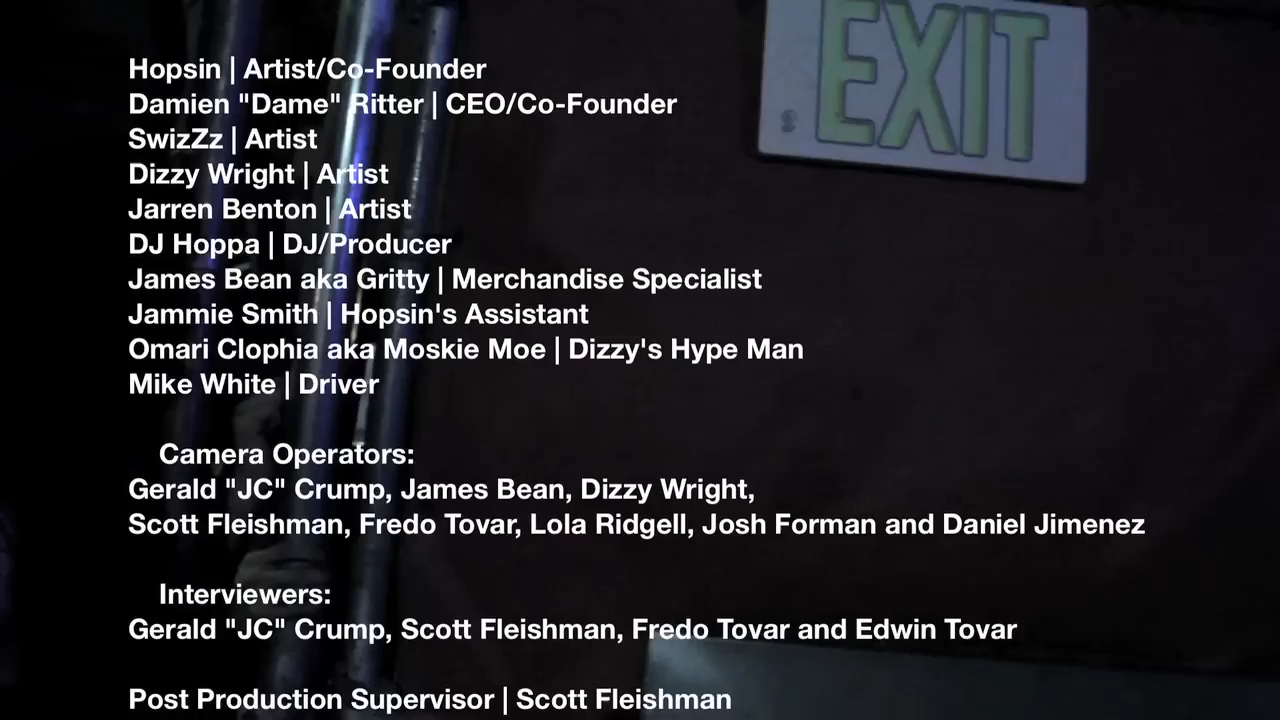 EXIT
Hopsin | Artist/Co-Founder
Damien "Dame" Ritter | CEO/Co-Founder
SwizZz | Artist
Dizzy Wright | Artist
Jarren Benton | Artist
DJ Hoppa | DJ/Producer
James Bean aka Gritty | Merchandise Specialist
Jammie Smith | Hopsin's Assistant
Omari Clophia aka Moskie Moe | Dizzy's Hype Man
Mike White | Driver
Camera Operators:
Gerald "JC" Crump, James Bean, Dizzy Wright,
Scott Fleishman, Fredo Tovar, Lola Ridgell, Josh Forman and Daniel Jimenez
Interviewers:
Gerald "JC" Crump, Scott Fleishman, Fredo Tovar and Edwin Tovar
Post Production Supervisor | Scott Fleishman